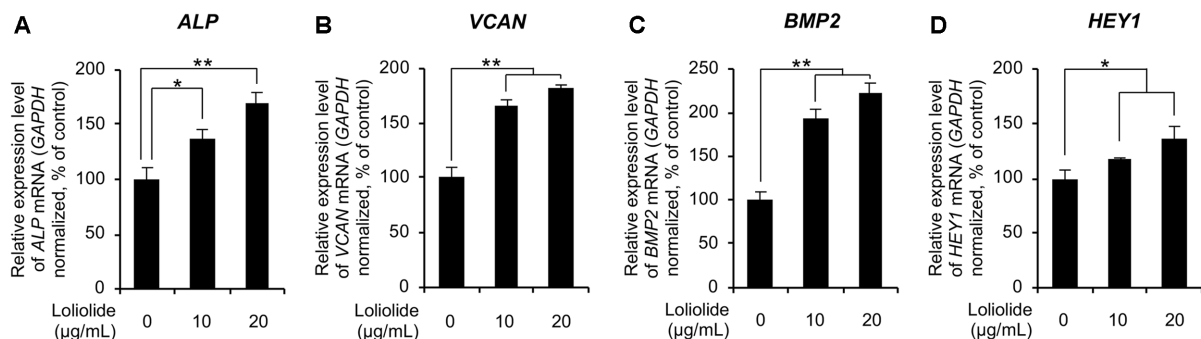 A
ALP
Relative expression level
of ALP mRNA (GAPDH
normalized, % of control)
200
150
100
50
0
*
**
Loliolide
(μg/mL)
0 10 20
B
VCAN
Relative expression level
of VCAN mRNA (GAPDH
normalized, % of control)
200
150
100
50
0
**
Loliolide
(μg/mL)
0 10 20
C
BMP2
Relative expression level
of BMP2 mRNA (GAPDH
normalized, % of control)
250
200
150
100
50
0
**
Loliolide
(μg/mL)
0 10 20
D
HEY1
Relative expression level
of HEY1 mRNA (GAPDH
normalized, % of control)
200
150
100
50
0
*
Loliolide
(μg/mL)
0 10 20